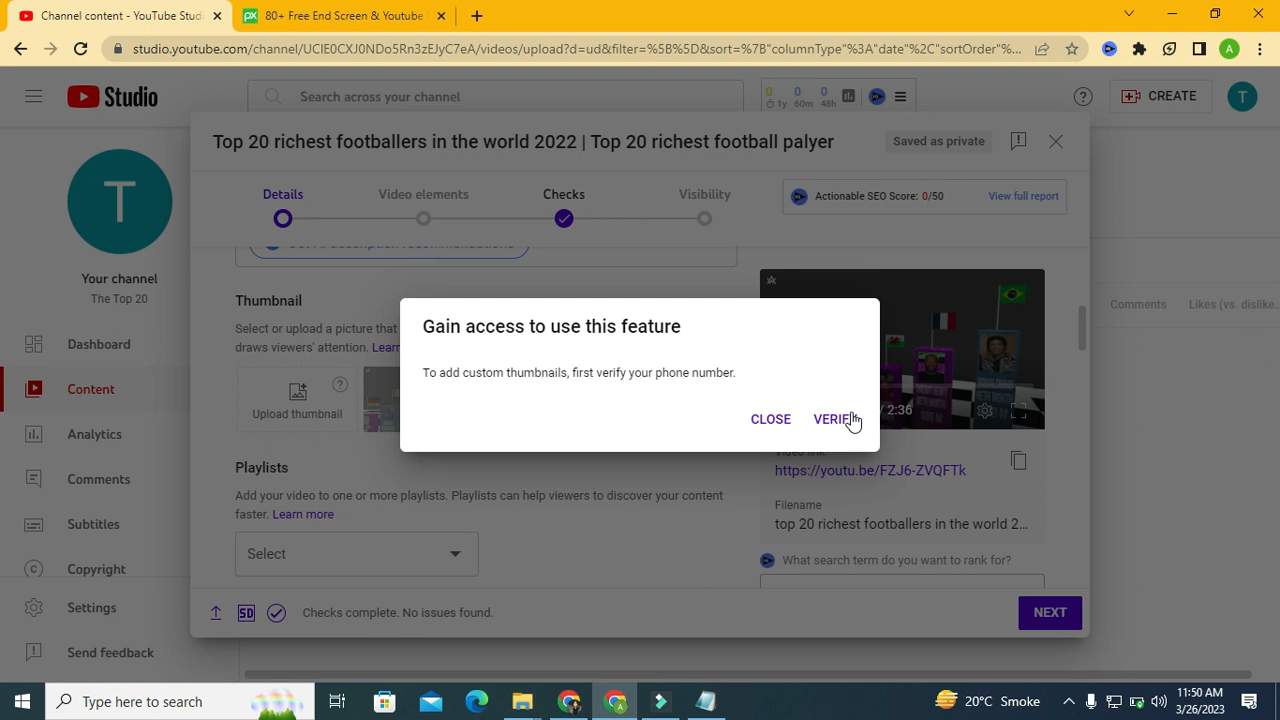 Channel content - YouTube Studi
80+ Free End Screen & Youtube
studio.youtube.com/channel/UCIE0CXJ0NDo5Rn3zEJyC7eA/videos/upload?d=ud&filter=%5B%5D&sort=%7B"columnType"%3A"date"%2C"sortOrder"%...
A
Studio
Search across your channel
0 0 0
1y 60m 48h
CREATE
T
Top 20 richest footballers in the world 2022 | Top 20 richest football palyer
Saved as private
Details
Video elements
Checks
Visibility
Actionable SEO Score: 0/50
View full report
T
Your channel
The Top 20
Dashboard
Content
Analytics
Comments
Subtitles
Copyright
Settings
Send feedback
Comments
Likes (vs. dislike...
Thumbnail
Select or upload a picture that
draws viewers' attention.
Upload thumbnail
Gain access to use this feature
To add custom thumbnails, first verify your phone number.
CLOSE
/ 2:36
Playlists
Add your video to one or more playlists. Playlists can help viewers to discover your content
faster. Learn more
Select
Video link
https://youtu.be/FZJ6-ZVQFTk
Filename
top 20 richest footballers in the world 2...
What search term do you want to rank for?
SD
Checks complete. No issues found.
NEXT
Type here to search
20°C Smoke
11:50 AM
3/26/2023